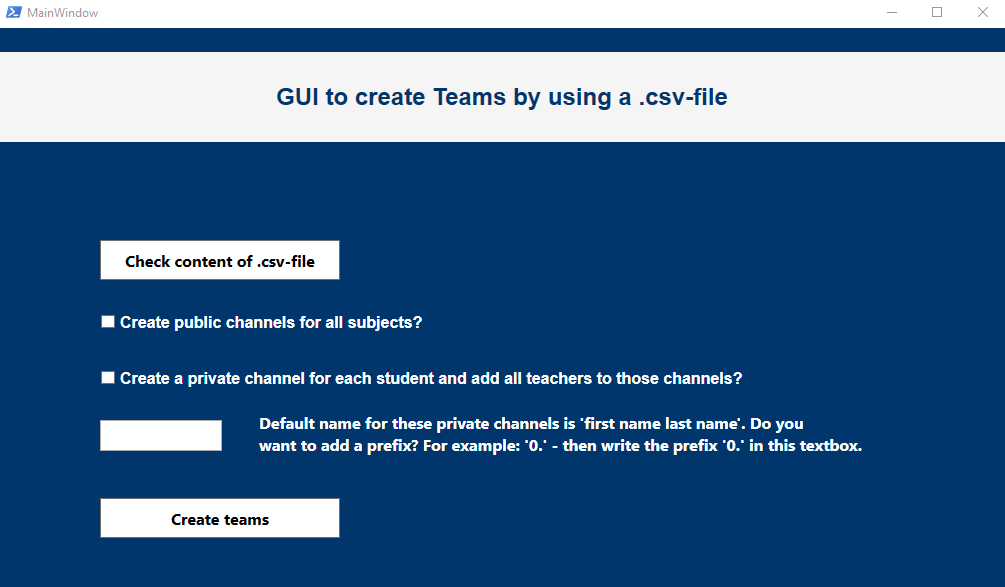 MainWindow
GUI to create Teams by using a .csv-file
Check content of .csv-file
Create public channels for all subjects?
Create a private channel for each student and add all teachers to those channels?
Default name for these private channels is 'first name last name'. Do you
want to add a prefix? For example: '0.' - then write the prefix '0.' in this textbox.
Create teams